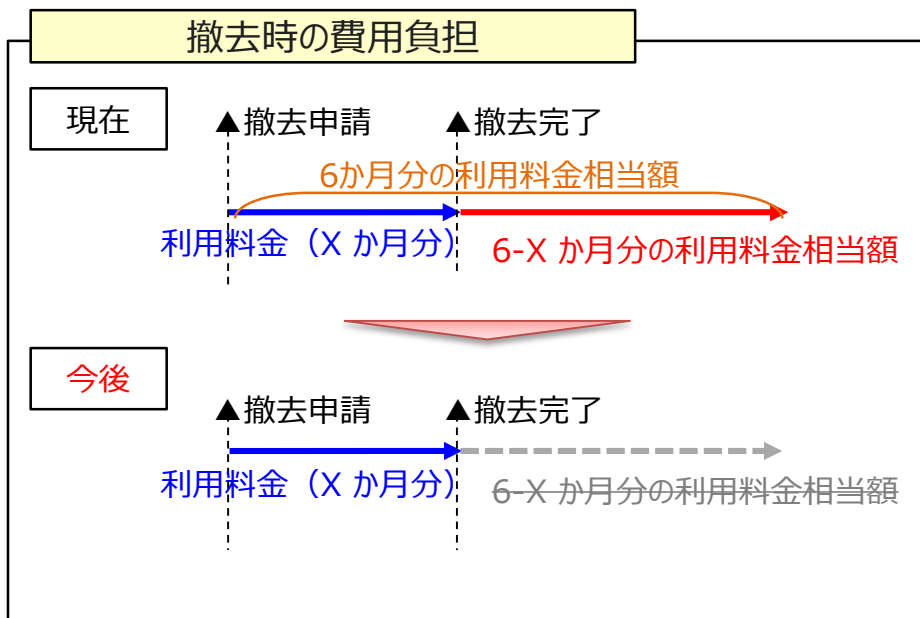 撤去時の費用負担
現在
▲撤去申請
▲撤去完了
6か月分の利用料金相当額
利用料金（X か月分）
6-X か月分の利用料金相当額
今後
▲撤去申請
▲撤去完了
利用料金（X か月分）
6-X か月分の利用料金相当額